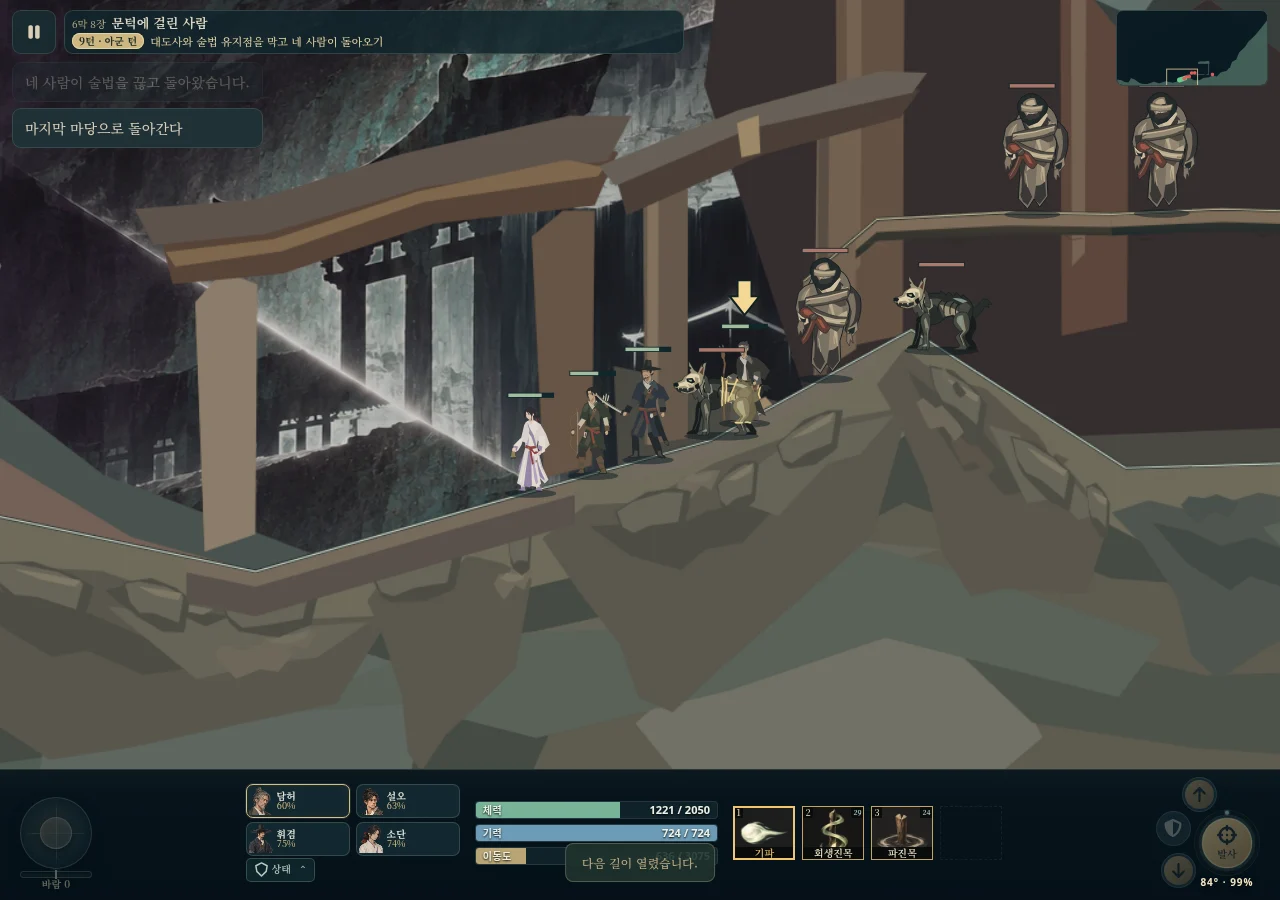 6막 8장 문턱에 걸린 사람
9턴 · 아군 턴 대도사와 술법 유지점을 막고 네 사람이 돌아오기
네 사람이 술법을 끊고 돌아왔습니다.
마지막 마당으로 돌아간다
담허
60%
설오
63%
휘겸
75%
소단
74%
상태
바람 0
체력 1221 / 2050
기력 724 / 724
이동도
다음 길이 열렸습니다.
1
기파
2 29
회생진목
3 24
파진목
발사
84° · 99%